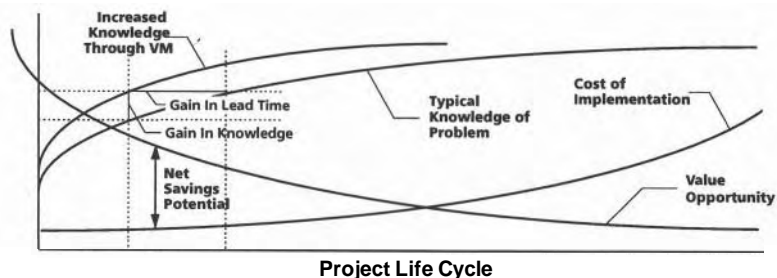 Increased
Knowledge
Through VM
Gain In Lead Time
Gain In Knowledge
Typical
Knowledge of
Problem
Cost of
Implementation
Net
Savings
Potential
Value
Opportunity
Project Life Cycle